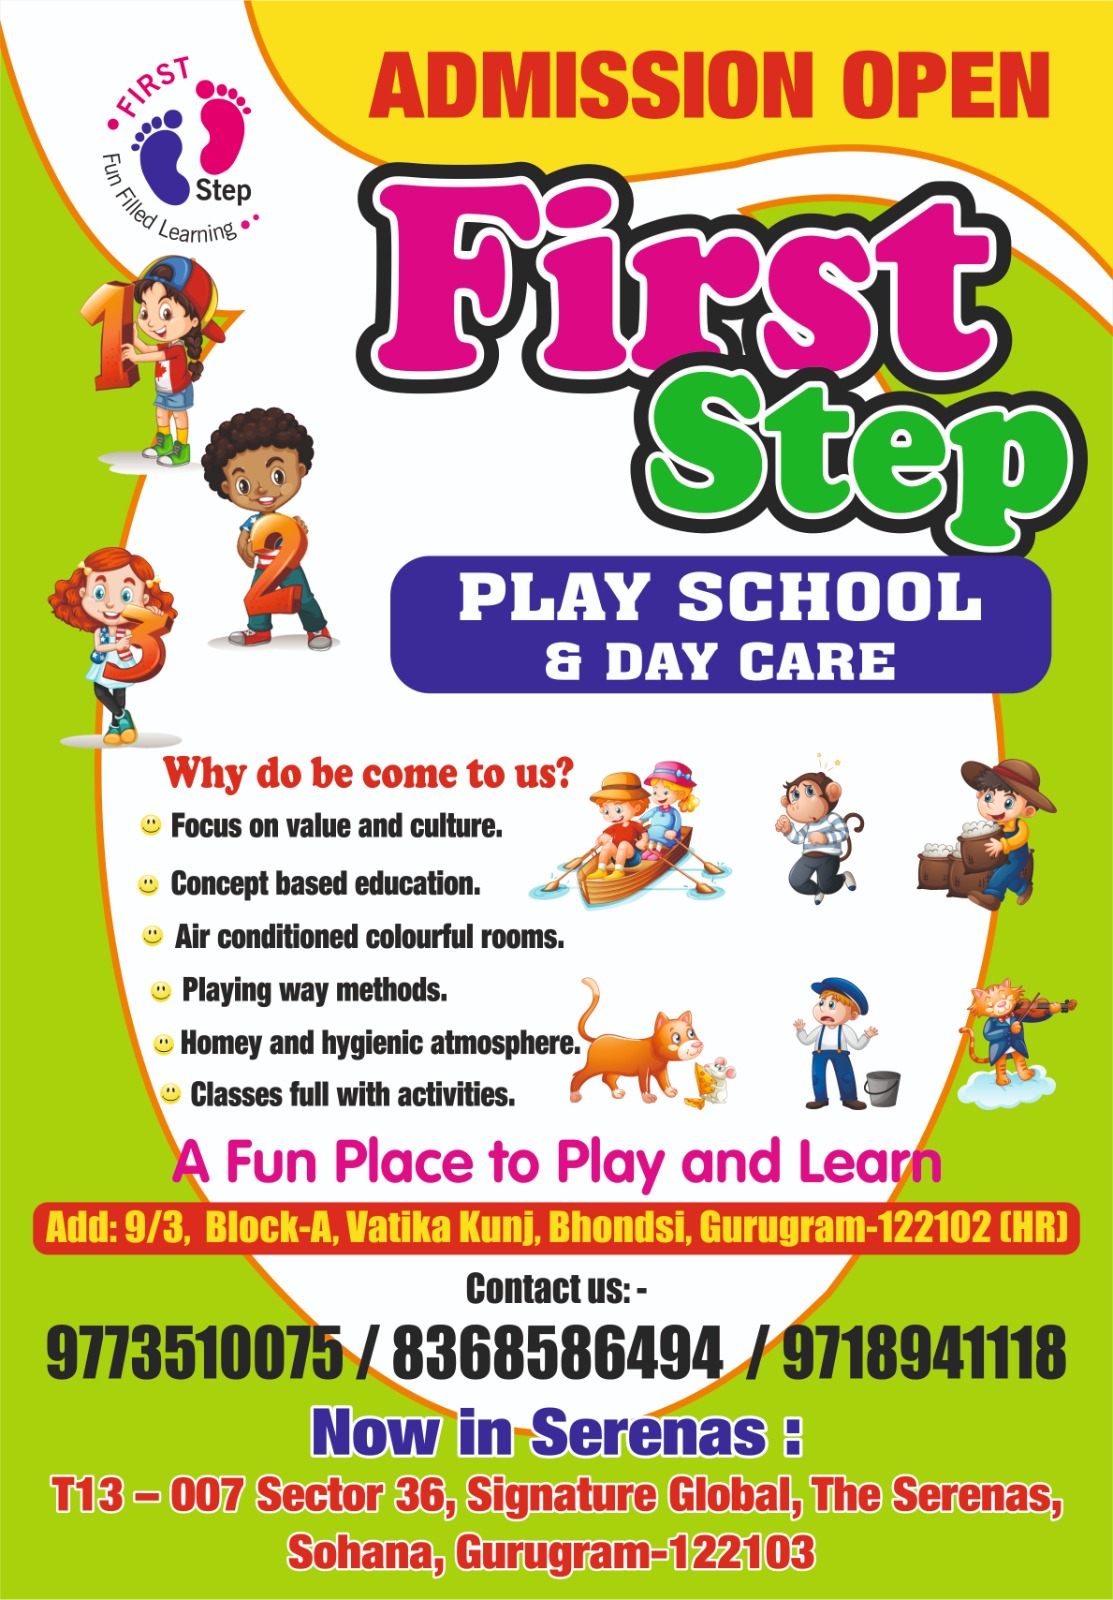 FIRST
Step
Fun Filled Learning
ADMISSION OPEN
First
Step
PLAY SCHOOL
& DAY CARE
1
2
3
Why do be come to us?
Focus on value and culture.
Concept based education.
Air conditioned colourful rooms.
Playing way methods.
Homey and hygienic atmosphere.
Classes full with activities.
A Fun Place to Play and Learn
Add: 9/3, Block-A, Vatika Kunj, Bhondsi, Gurugram-122102 (HR)
Contact us: -
9773510075 / 8368586494 / 9718941118
Now in Serenas :
T13 – 007 Sector 36, Signature Global, The Serenas,
Sohana, Gurugram-122103